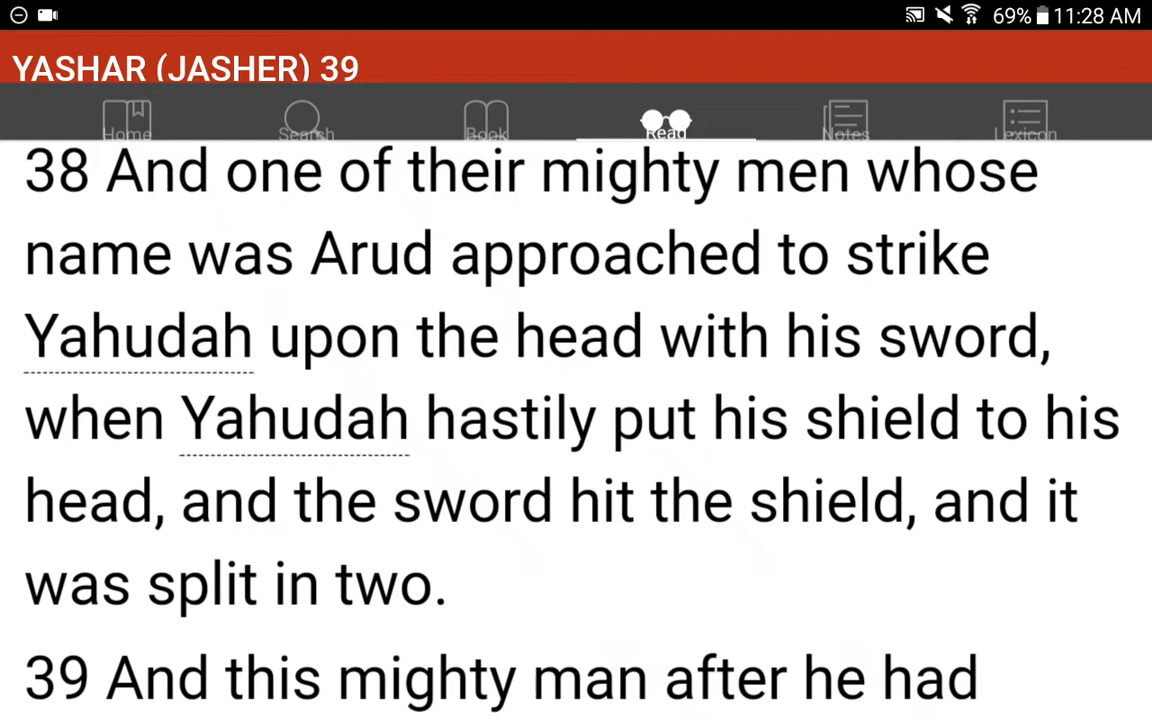 69% 11:28 AM
YASHAR (JASHER) 39
Home Search Book Read Notes Lexicon
38 And one of their mighty men whose
name was Arud approached to strike
Yahudah upon the head with his sword,
when Yahudah hastily put his shield to his
head, and the sword hit the shield, and it
was split in two.
39 And this mighty man after he had